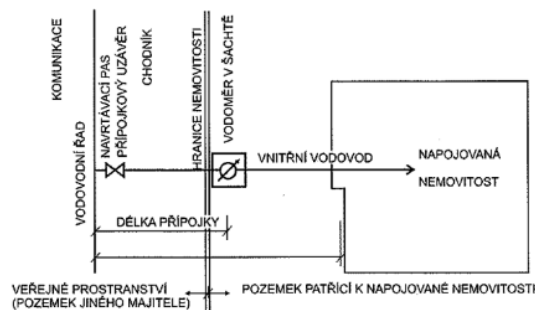 KOMUNIKACE
VODOVODNÍ ŘAD
NAVRTÁVACÍ PAS
PŘÍPOJKOVÝ UZÁVĚR
CHODNÍK
HRANICE NEMOVITOSTI
VODOMĚR V ŠACHTĚ
VNITŘNÍ VODOVOD
NAPOJOVANÁ
NEMOVITOST
DÉLKA PŘÍPOJKY
VEŘEJNÉ PROSTRANSTVÍ
(POZEMEK JINÉHO MAJITELE)
POZEMEK PATŘÍCÍ K NAPOJOVANÉ NEMOVITOSTI